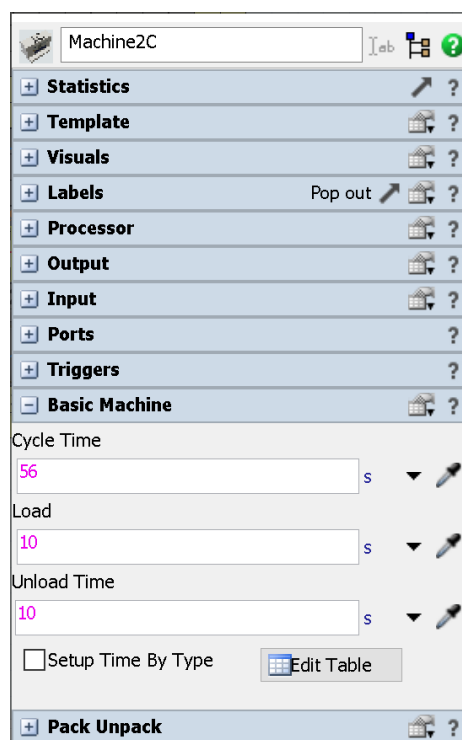 Machine2C
Statistics ?
Template ?
Visuals ?
Labels Pop out ?
Processor ?
Output ?
Input ?
Ports ?
Triggers ?
Basic Machine ?
Cycle Time
56 s
Load
10 s
Unload Time
10 s
Setup Time By Type Edit Table
Pack Unpack ?